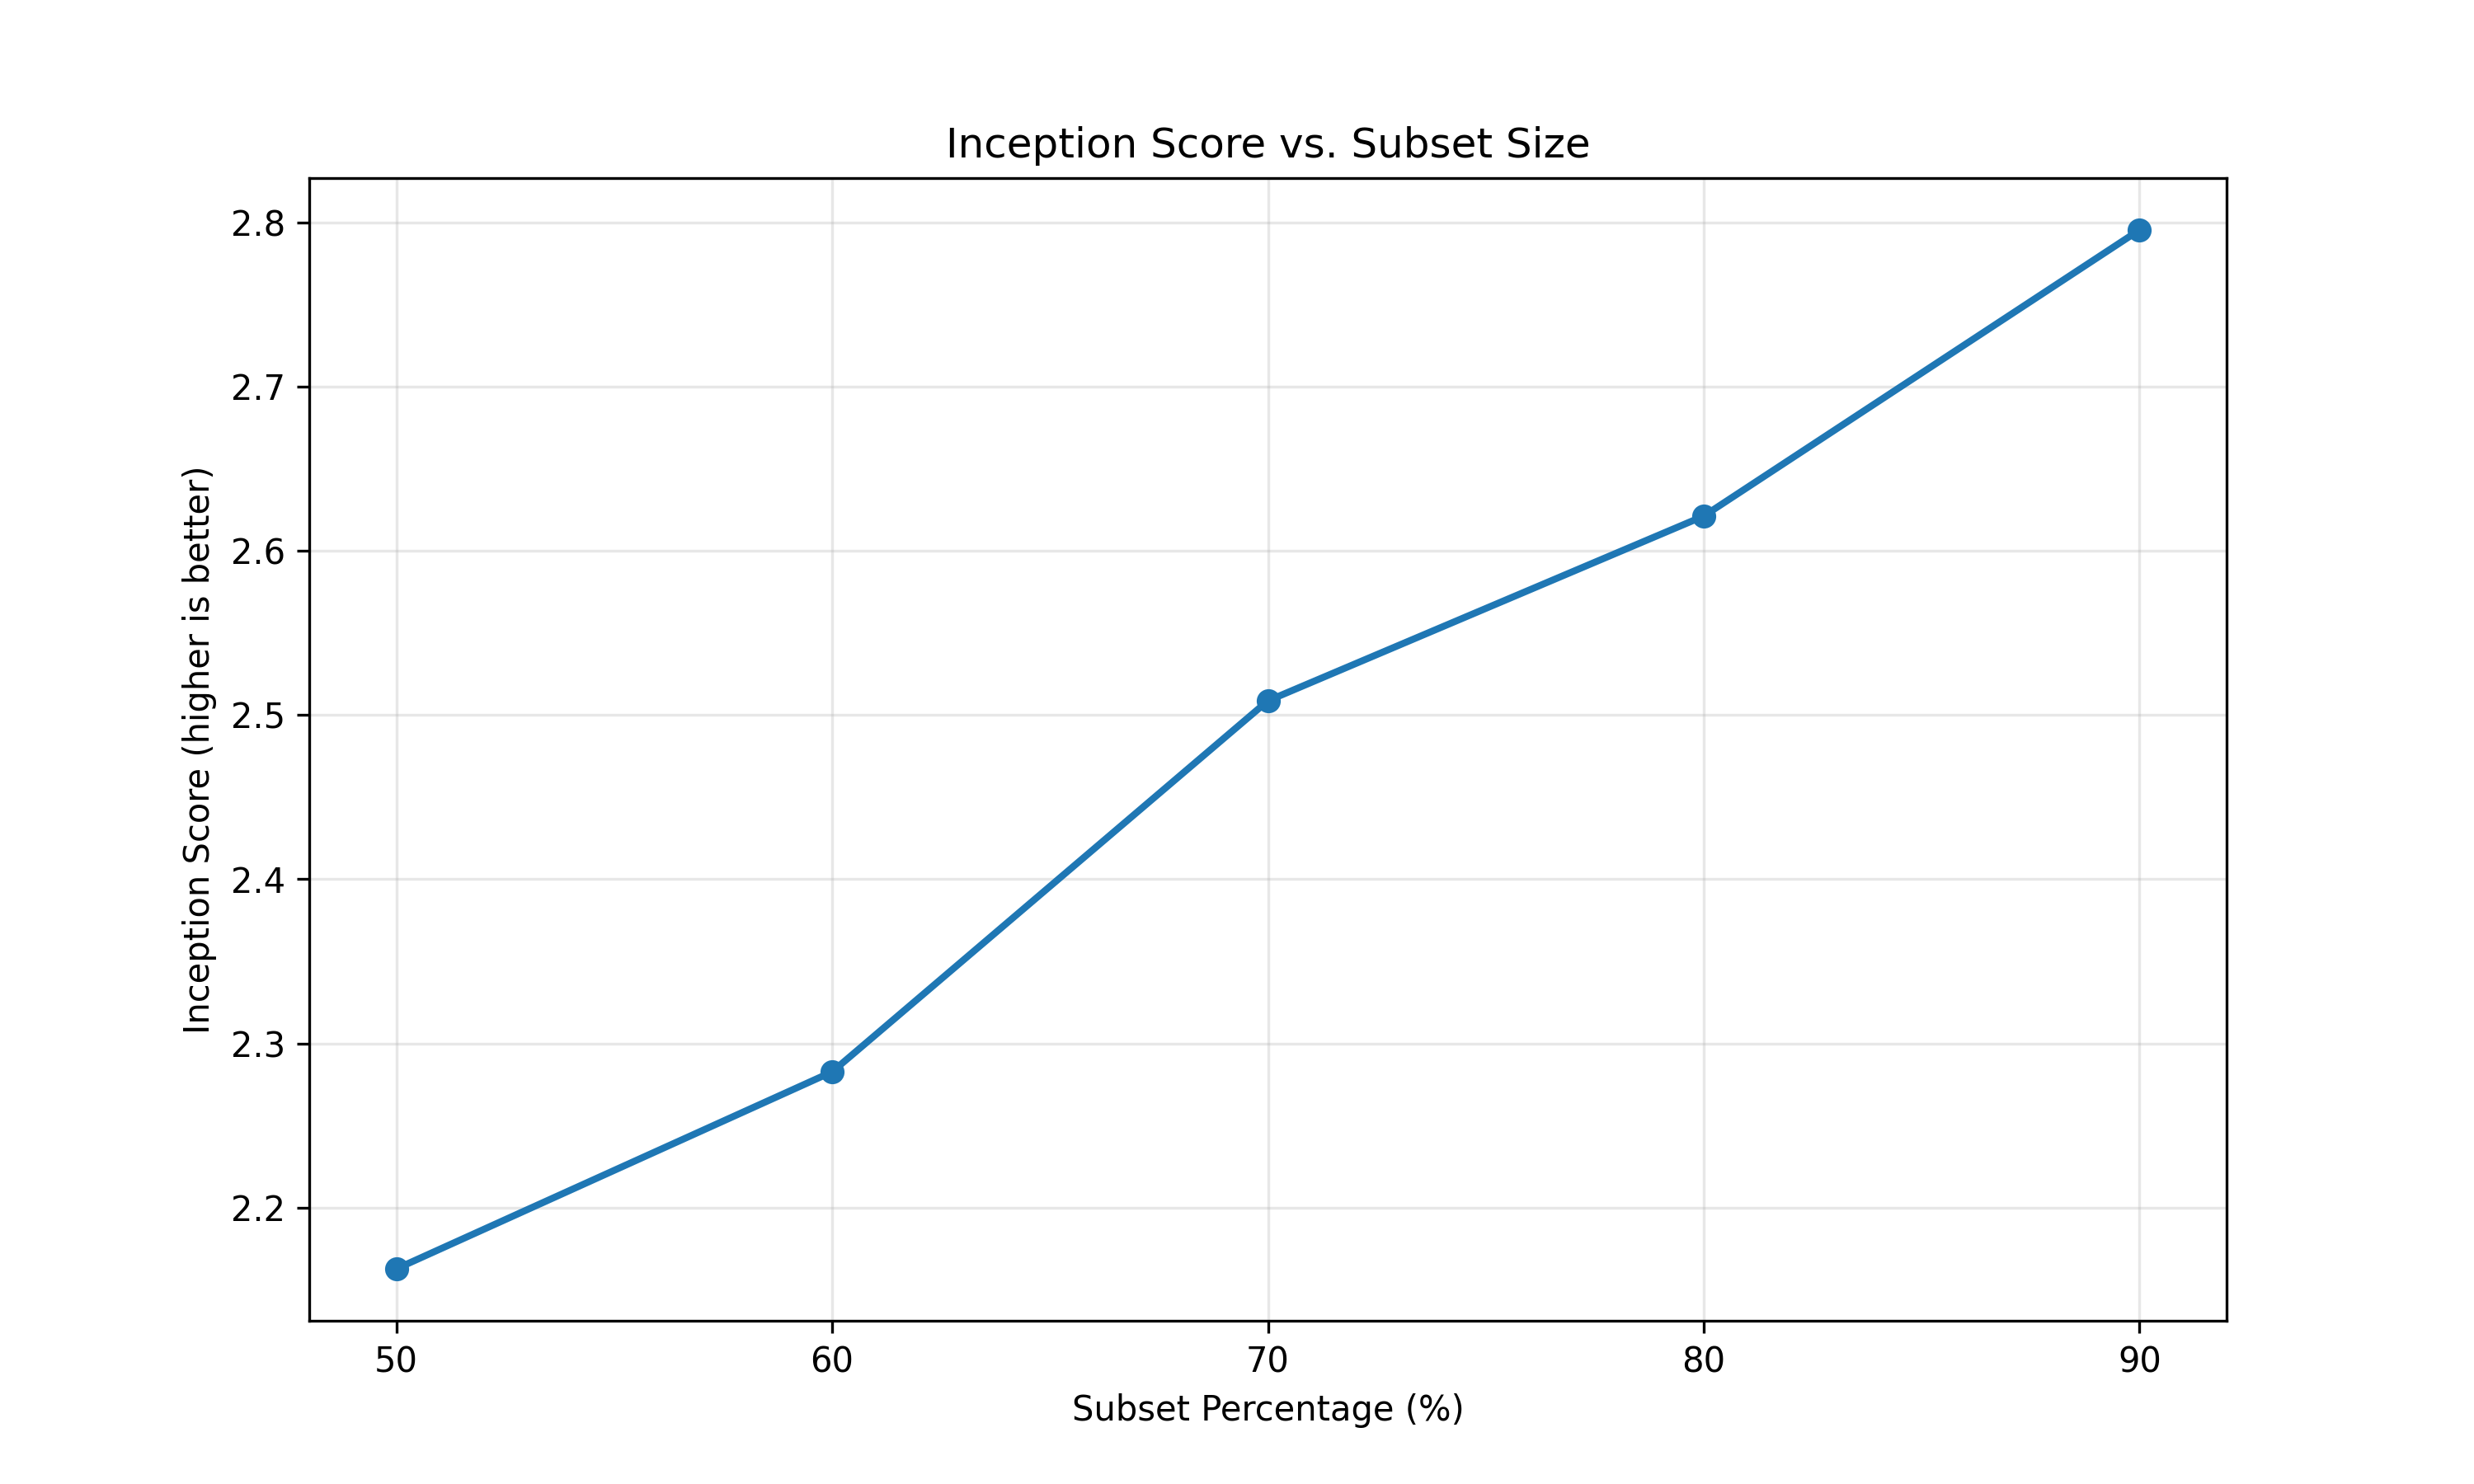 Inception Score vs. Subset Size
Inception Score (higher is better)
2.8
2.7
2.6
2.5
2.4
2.3
2.2
50 60 70 80 90
Subset Percentage (%)